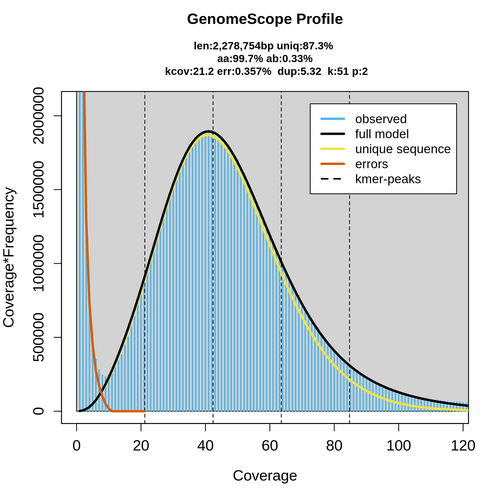 GenomeScope Profile
len:2,278,754bp uniq:87.3%
aa:99.7% ab:0.33%
kcov:21.2 err:0.357% dup:5.32 k:51 p:2
observed
full model
unique sequence
errors
kmer-peaks
Coverage*Frequency
2000000
1500000
1000000
500000
0
0 20 40 60 80 100 120
Coverage